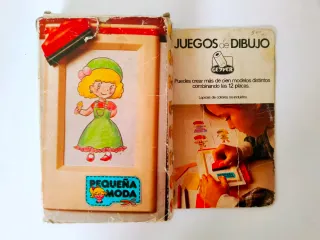 PEQUEÑA
MODA
JUEGOS de DIBUJO
Puedes crear más de cien modelos distintos
combinando las 12 placas.